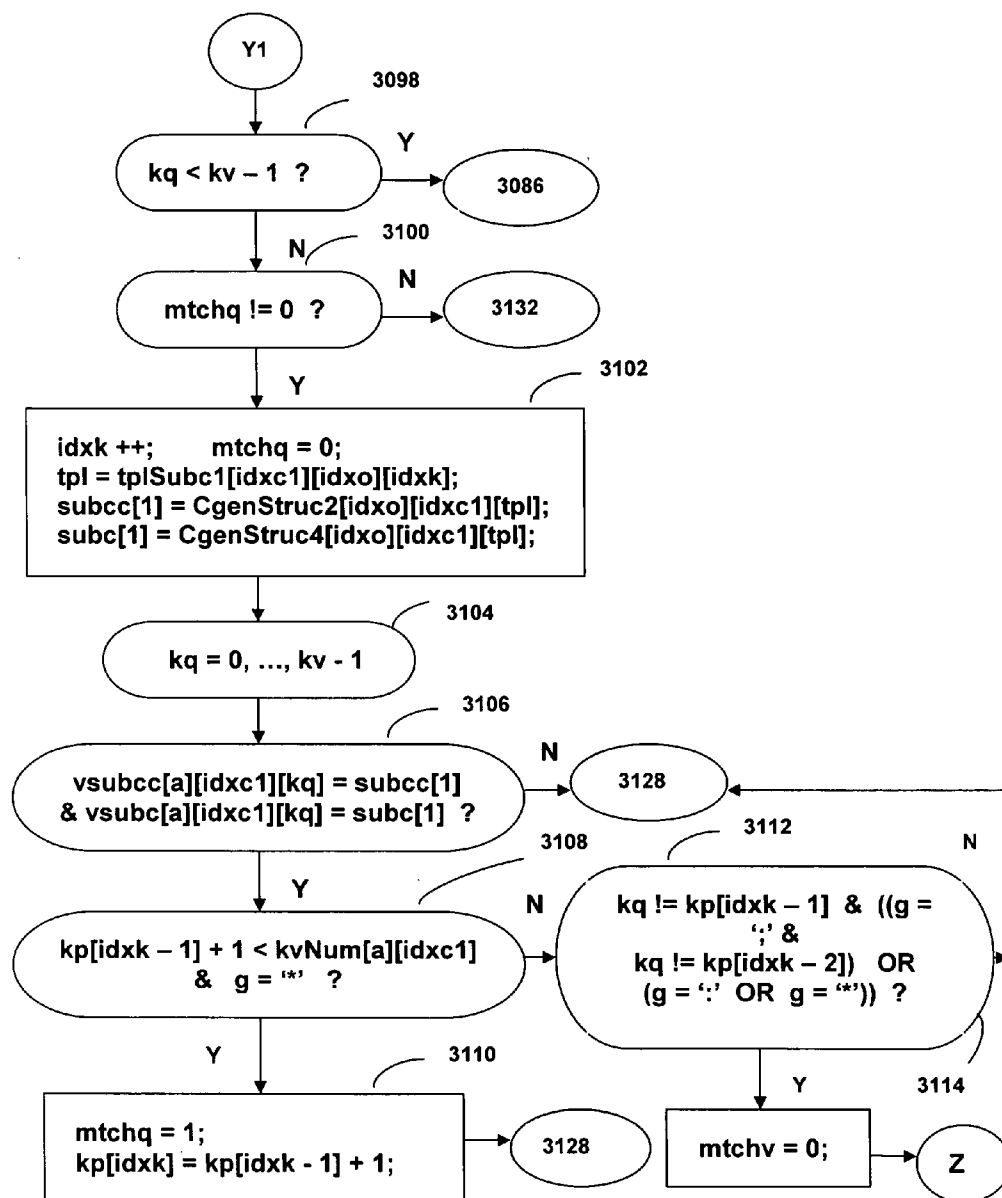 Y1
3098
kq < kv – 1 ?
Y
3086
N
3100
mtchq != 0 ?
N
3132
Y
3102
idxk ++; mtchq = 0;
tpl = tplSubc1[idxc1][idxo][idxk];
subcc[1] = CgenStruc2[idxo][idxc1][tpl];
subc[1] = CgenStruc4[idxo][idxc1][tpl];
3104
kq = 0, ..., kv - 1
3106
vsubcc[a][idxc1][kq] = subcc[1]
& vsubc[a][idxc1][kq] = subc[1] ?
N
3128
Y
3108
kp[idxk – 1] + 1 < kvNum[a][idxc1]
& g = ‘*’ ?
N
3112
N
kq != kp[idxk – 1] & ((g =
‘;’ &
kq != kp[idxk – 2]) OR
(g = ‘:’ OR g = ‘*’)) ?
3114
Y
3110
mtchq = 1;
kp[idxk] = kp[idxk - 1] + 1;
3128
Y
mtchv = 0;
Z